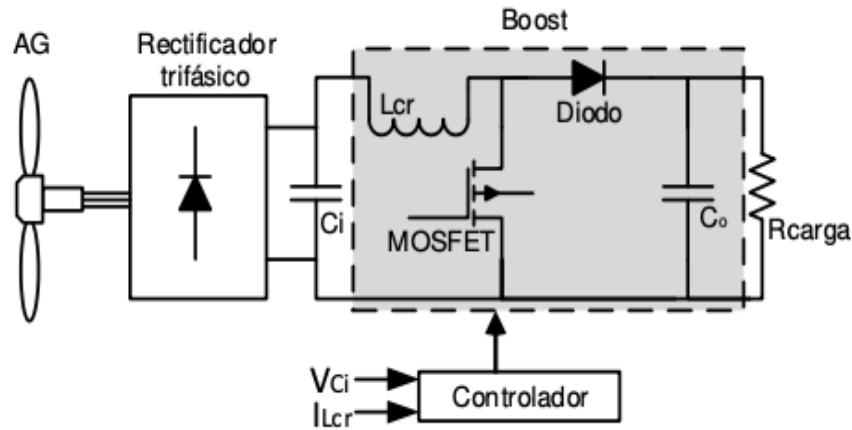 Boost
AG
Rectificador
trifásico
Lcr
Diodo
Ci
MOSFET
Co
Rcarga
VCi
ILcr
Controlador